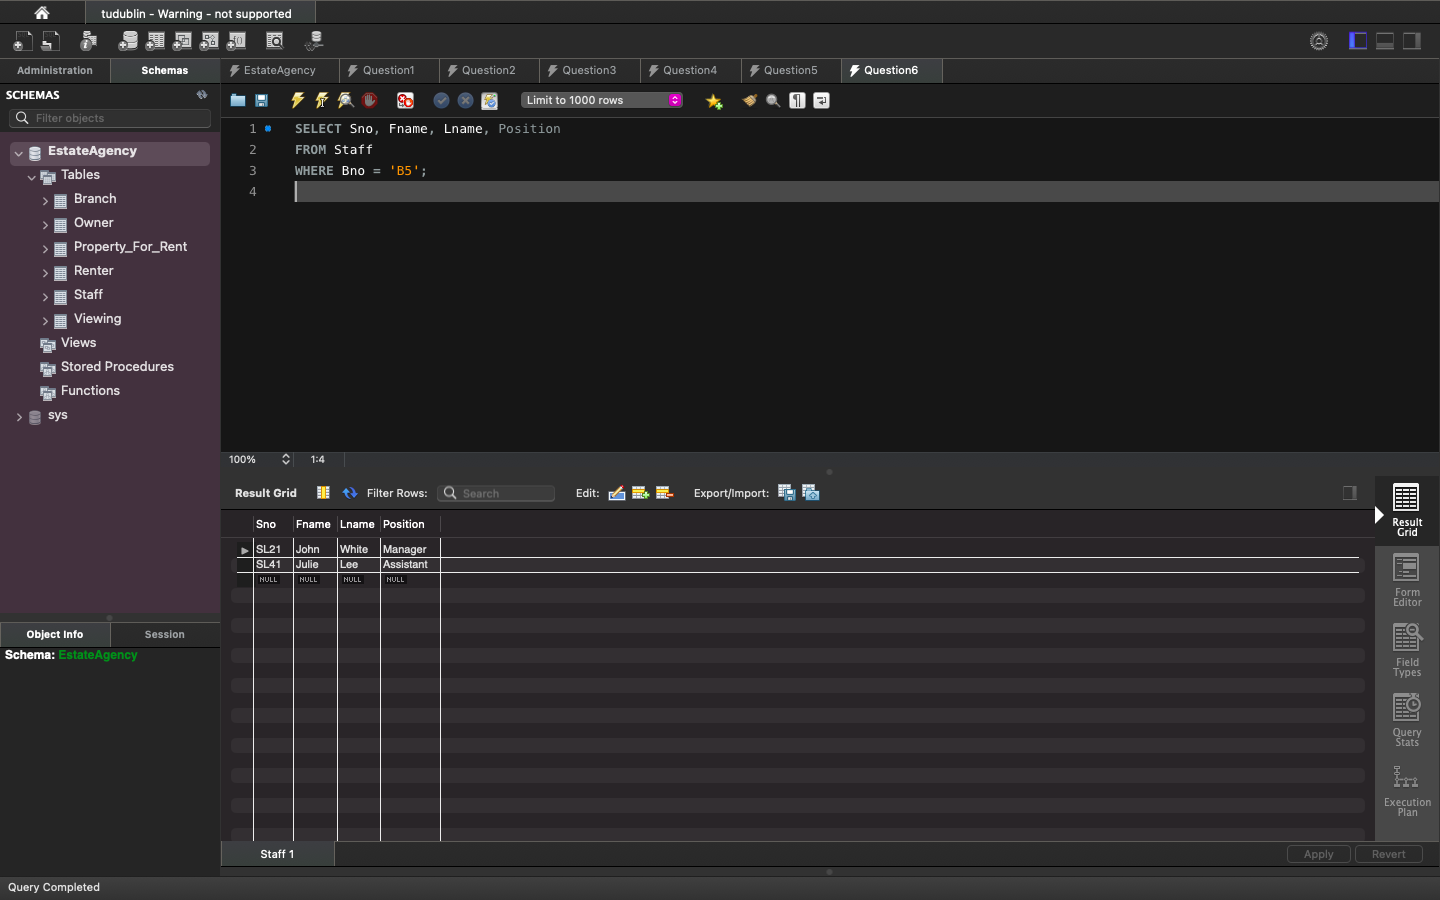 tudublin - Warning - not supported
Administration
Schemas
EstateAgency
Question1
Question2
Question3
Question4
Question5
Question6
SCHEMAS
Filter objects
EstateAgency
Tables
Branch
Owner
Property_For_Rent
Renter
Staff
Viewing
Views
Stored Procedures
Functions
sys
Limit to 1000 rows
1 SELECT Sno, Fname, Lname, Position
2 FROM Staff
3 WHERE Bno = 'B5';
4
100% 1:4
Result Grid Filter Rows: Search Edit: Export/Import:
Sno Fname Lname Position
SL21 John White Manager
SL41 Julie Lee Assistant
NULL NULL NULL NULL
Result
Grid
Form
Editor
Field
Types
Query
Stats
Execution
Plan
Object Info Session
Schema: EstateAgency
Staff 1
Apply Revert
Query Completed